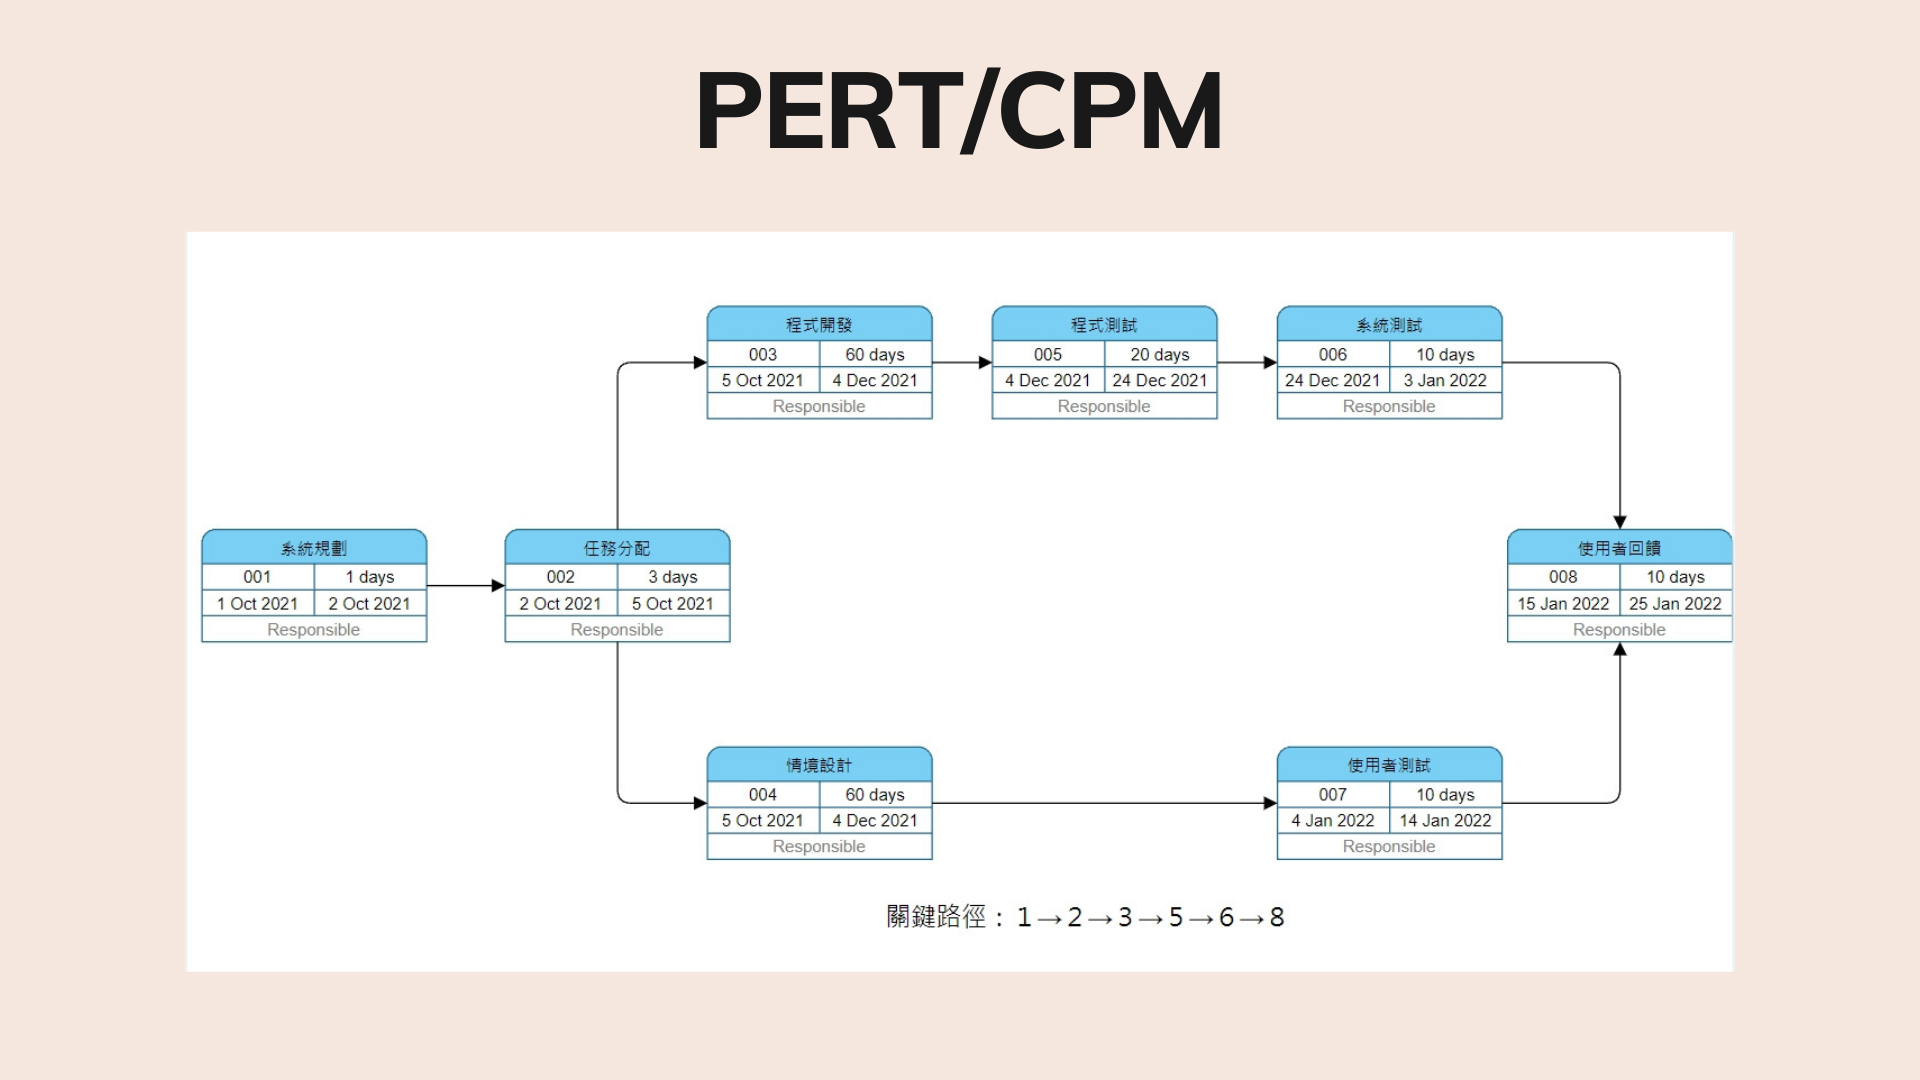 PERT/CPM
程式開發
003 60 days
5 Oct 2021 4 Dec 2021
Responsible
程式測試
005 20 days
4 Dec 2021 24 Dec 2021
Responsible
系統測試
006 10 days
24 Dec 2021 3 Jan 2022
Responsible
系統規劃
001 1 days
1 Oct 2021 2 Oct 2021
Responsible
任務分配
002 3 days
2 Oct 2021 5 Oct 2021
Responsible
使用者回饋
008 10 days
15 Jan 2022 25 Jan 2022
Responsible
情境設計
004 60 days
5 Oct 2021 4 Dec 2021
Responsible
使用者測試
007 10 days
4 Jan 2022 14 Jan 2022
Responsible
關鍵路徑：1→2→3→5→6→8